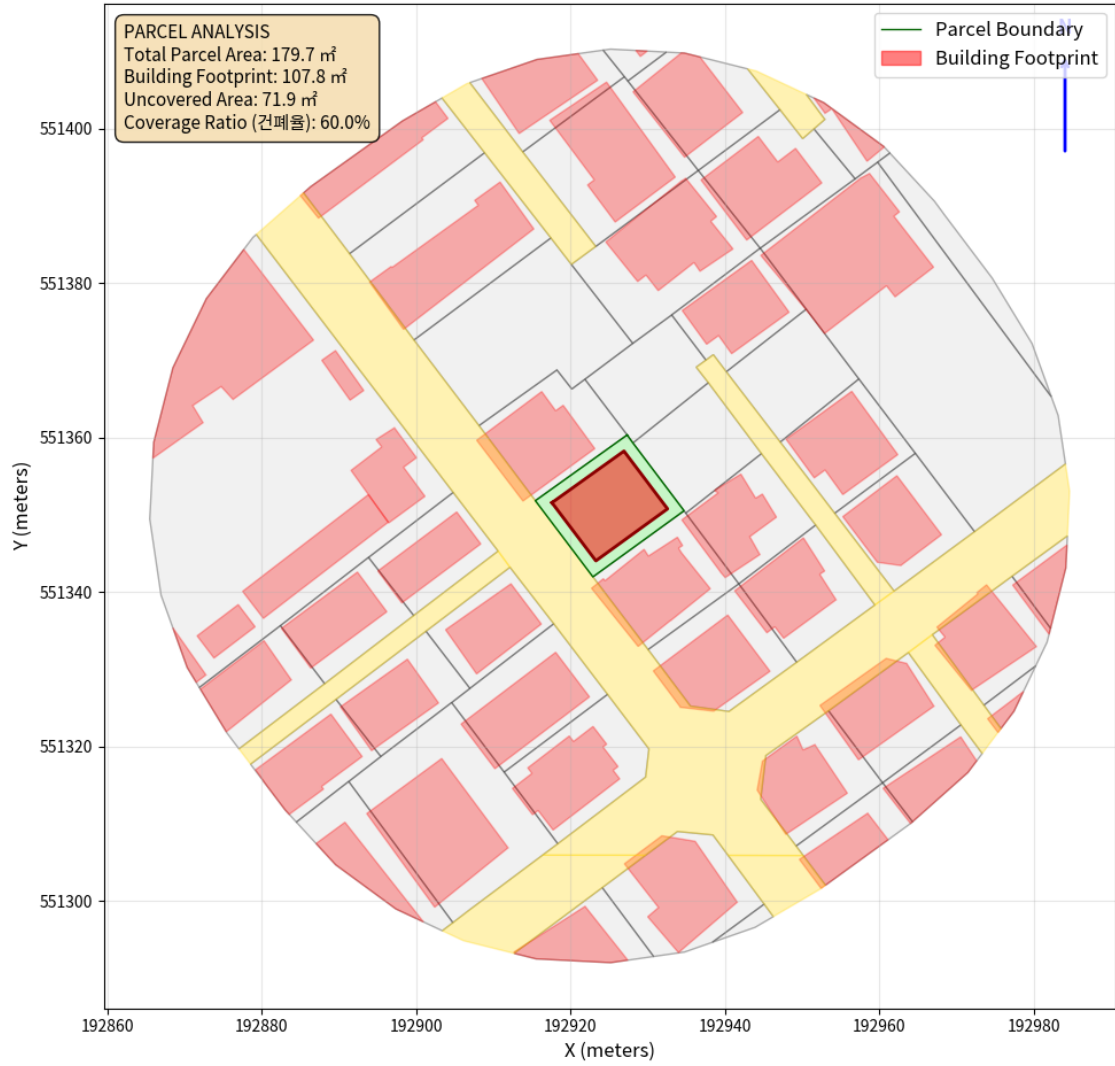 PARCEL ANALYSIS
Total Parcel Area: 179.7 ㎡
Building Footprint: 107.8 ㎡
Uncovered Area: 71.9 ㎡
Coverage Ratio (건폐율): 60.0%
Parcel Boundary
Building Footprint
N
551400
551380
551360
551340
551320
551300
Y (meters)
192860
192880
192900
192920
192940
192960
192980
X (meters)